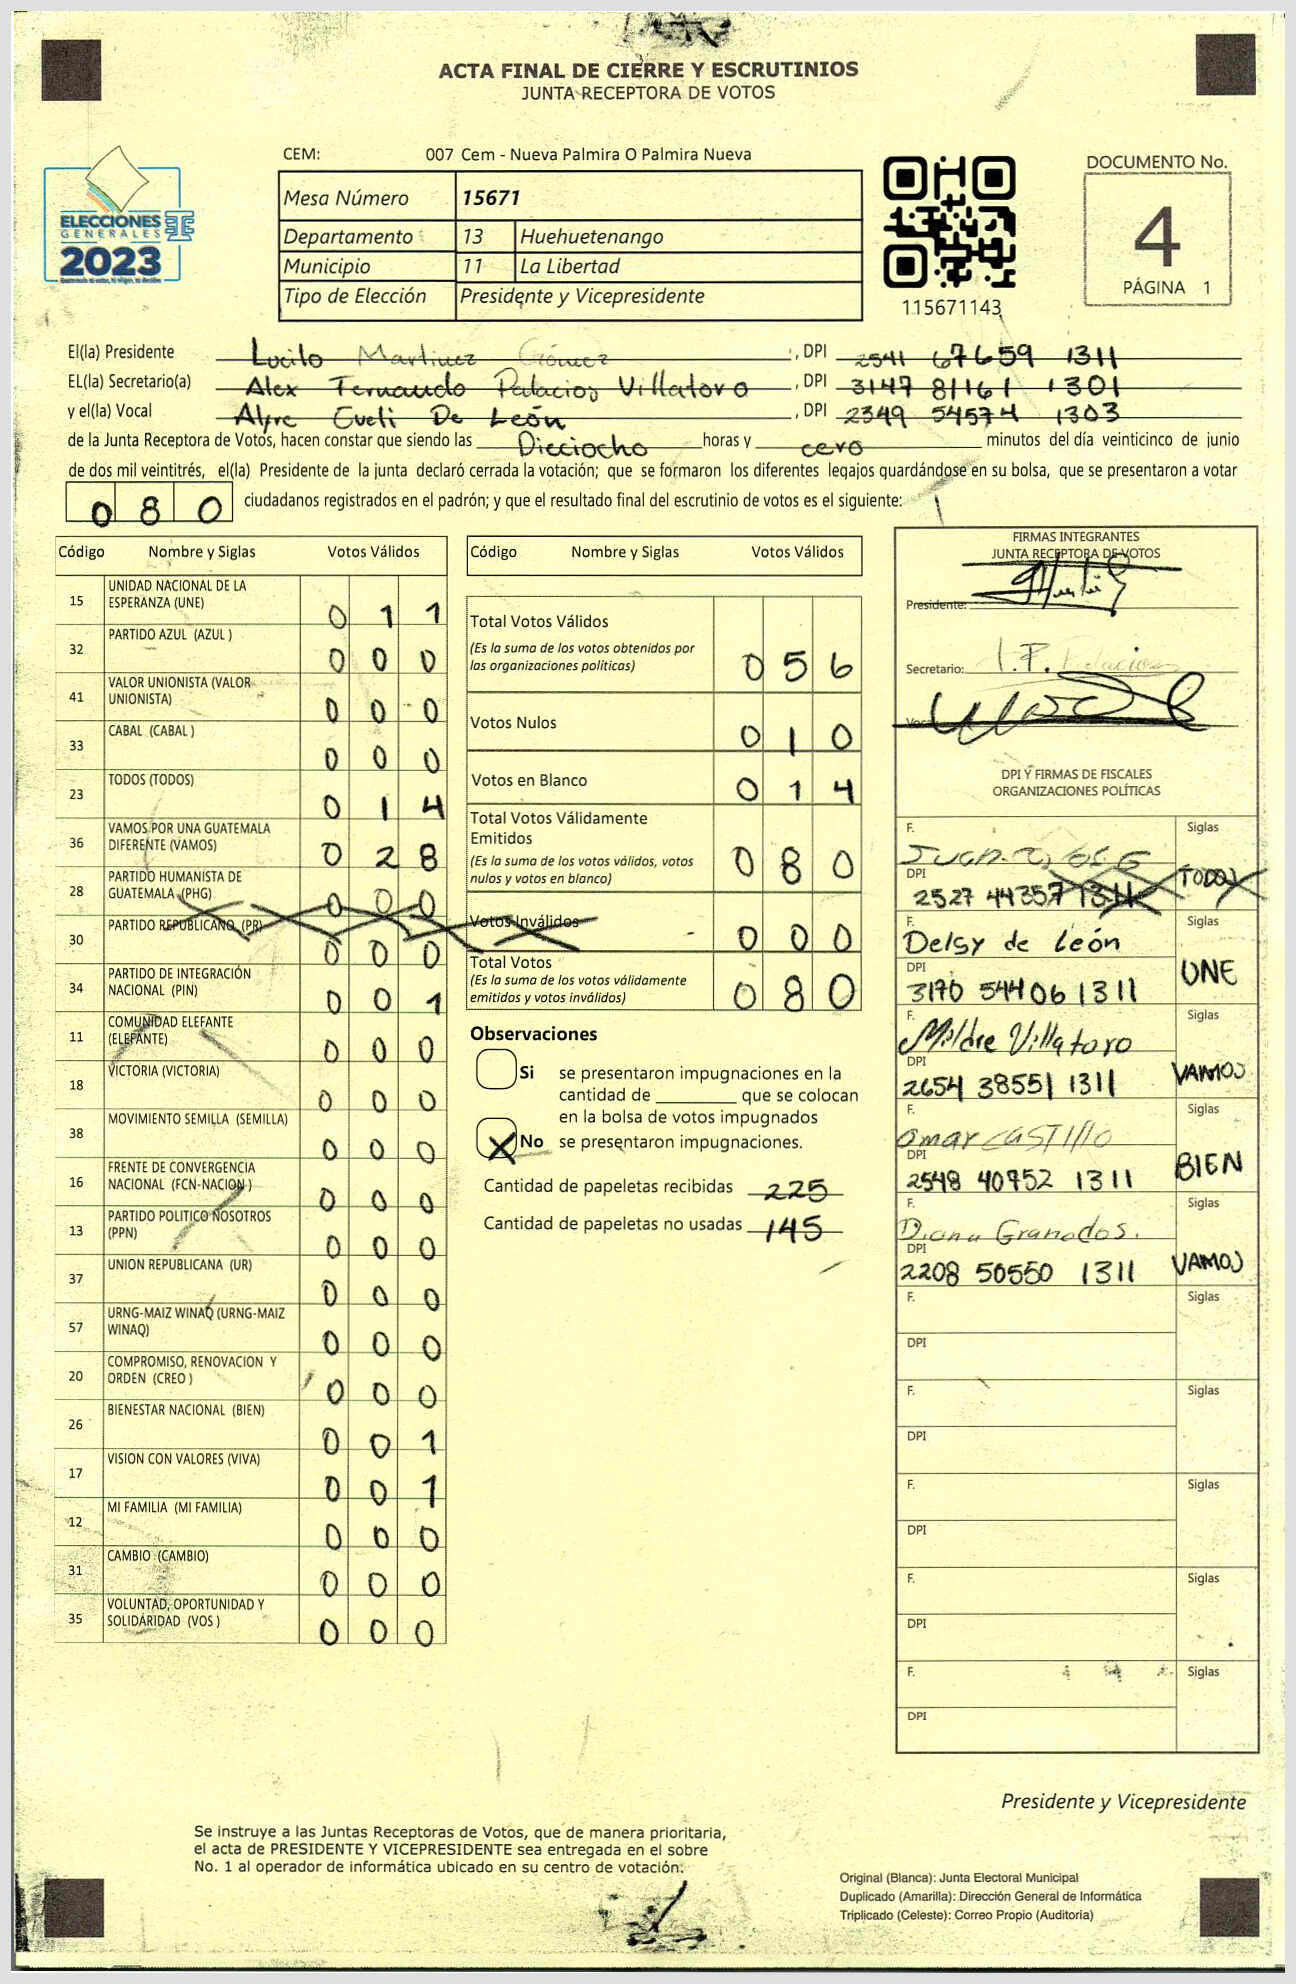 ACTA FINAL DE CIERRE Y ESCRUTINIOS
JUNTA RECEPTORA DE VOTOS
CEM: 007 Cem - Nueva Palmira O Palmira Nueva
ELECCIONES
GENERALES
2023
Mesa Número 15671
Departamento 13 Huehuetenango
Municipio 11 La Libertad
Tipo de Elección Presidente y Vicepresidente
115671143
DOCUMENTO No.
4
PÁGINA 1
El(la) Presidente Lucilo Martinez Gómez , DPI 2541 67659 1311
EL(la) Secretario(a) Alex Fernando Palacios Villatoro , DPI 3147 81161 1301
y el(la) Vocal Alyre Eveli De León , DPI 2349 54574 1303
de la Junta Receptora de Votos, hacen constar que siendo las Dieciocho horas y cero minutos del día veinticinco de junio
de dos mil veintitrés, el(la) Presidente de la junta declaró cerrada la votación; que se formaron los diferentes legajos quardándose en su bolsa, que se presentaron a votar
080 ciudadanos registrados en el padrón; y que el resultado final del escrutinio de votos es el siguiente:
Código Nombre y Siglas Votos Válidos
15 UNIDAD NACIONAL DE LA ESPERANZA (UNE) 0 1 1
32 PARTIDO AZUL (AZUL ) 0 0 0
41 VALOR UNIONISTA (VALOR UNIONISTA) 0 0 0
33 CABAL (CABAL ) 0 0 0
23 TODOS (TODOS) 0 1 4
36 VAMOS POR UNA GUATEMALA DIFERENTE (VAMOS) 0 2 8
28 PARTIDO HUMANISTA DE GUATEMALA (PHG) 0 0 0
30 PARTIDO REPUBLICANO (PR) 0 0 0
34 PARTIDO DE INTEGRACIÓN NACIONAL (PIN) 0 0 1
11 COMUNIDAD ELEFANTE (ELEFANTE) 0 0 0
18 VICTORIA (VICTORIA) 0 0 0
38 MOVIMIENTO SEMILLA (SEMILLA) 0 0 0
16 FRENTE DE CONVERGENCIA NACIONAL (FCN-NACION ) 0 0 0
13 PARTIDO POLITICO NOSOTROS (PPN) 0 0 0
37 UNION REPUBLICANA (UR) 0 0 0
57 URNG-MAIZ WINAQ (URNG-MAIZ WINAQ) 0 0 0
20 COMPROMISO, RENOVACION Y ORDEN (CREO ) 0 0 0
26 BIENESTAR NACIONAL (BIEN) 0 0 1
17 VISION CON VALORES (VIVA) 0 0 1
12 MI FAMILIA (MI FAMILIA) 0 0 0
31 CAMBIO (CAMBIO) 0 0 0
35 VOLUNTAD, OPORTUNIDAD Y SOLIDARIDAD (VOS ) 0 0 0
Código Nombre y Siglas Votos Válidos
Total Votos Válidos 0 5 6
(Es la suma de los votos obtenidos por
las organizaciones políticas)
Votos Nulos 0 1 0
Votos en Blanco 0 1 4
Total Votos Válidamente
Emitidos 0 8 0
(Es la suma de los votos válidos, votos
nulos y votos en blanco)
Votos Inválidos 0 0 0
Total Votos 0 8 0
(Es la suma de los votos válidamente
emitidos y votos inválidos)
Observaciones
Si se presentaron impugnaciones en la
cantidad de ________ que se colocan
en la bolsa de votos impugnados
X No se presentaron impugnaciones.
Cantidad de papeletas recibidas 225
Cantidad de papeletas no usadas 145
FIRMAS INTEGRANTES
JUNTA RECEPTORA DE VOTOS
Presidente:
Secretario:
DPI Y FIRMAS DE FISCALES
ORGANIZACIONES POLÍTICAS
F. Siglas
DPI 2527 44357 1311 TODOS
F. Delsy de León Siglas
DPI 3170 54406 1311 UNE
F. Mildre Villatoro Siglas
DPI 2654 38551 1311 VAMOS
F. Omar CASTILLO Siglas
DPI 2548 40752 1311 BIEN
F. Diana Granados. Siglas
DPI 2208 50550 1311 VAMOS
F. Siglas
DPI
F. Siglas
DPI
F. Siglas
DPI
F. Siglas
DPI
F. Siglas
DPI
Presidente y Vicepresidente
Se instruye a las Juntas Receptoras de Votos, que de manera prioritaria,
el acta de PRESIDENTE Y VICEPRESIDENTE sea entregada en el sobre
No. 1 al operador de informática ubicado en su centro de votación.
Original (Blanca): Junta Electoral Municipal
Duplicado (Amarilla): Dirección General de Informática
Triplicado (Celeste): Correo Propio (Auditoria)